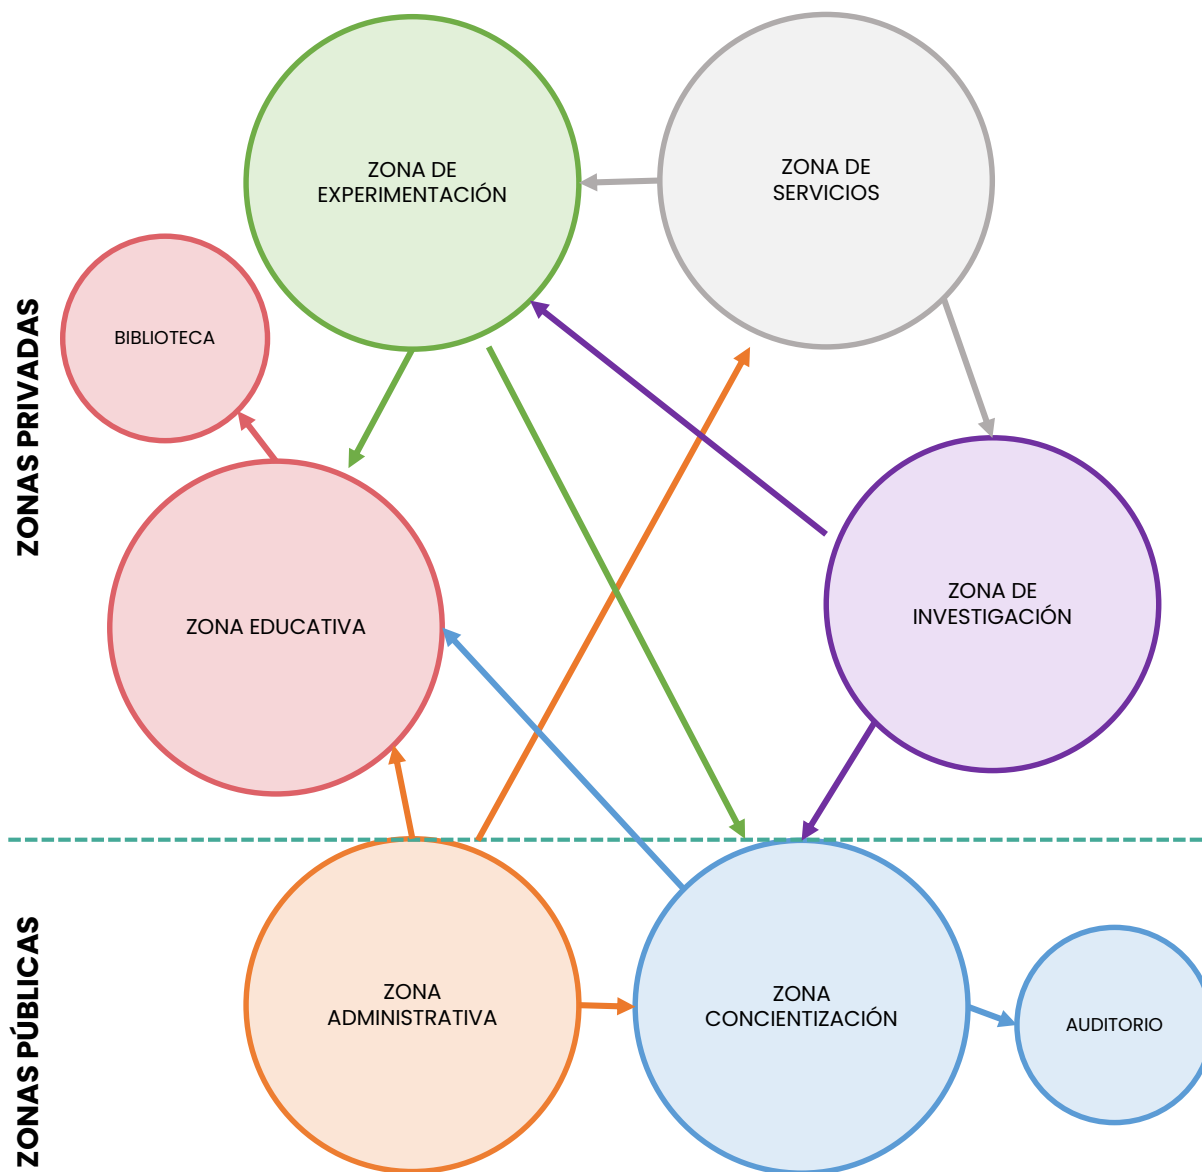 ZONA DE
EXPERIMENTACIÓN
ZONA DE
SERVICIOS
ZONAS PRIVADAS
BIBLIOTECA
ZONA DE
INVESTIGACIÓN
ZONA EDUCATIVA
ZONAS PÚBLICAS
ZONA
ADMINISTRATIVA
ZONA
CONCIENTIZACIÓN
AUDITORIO